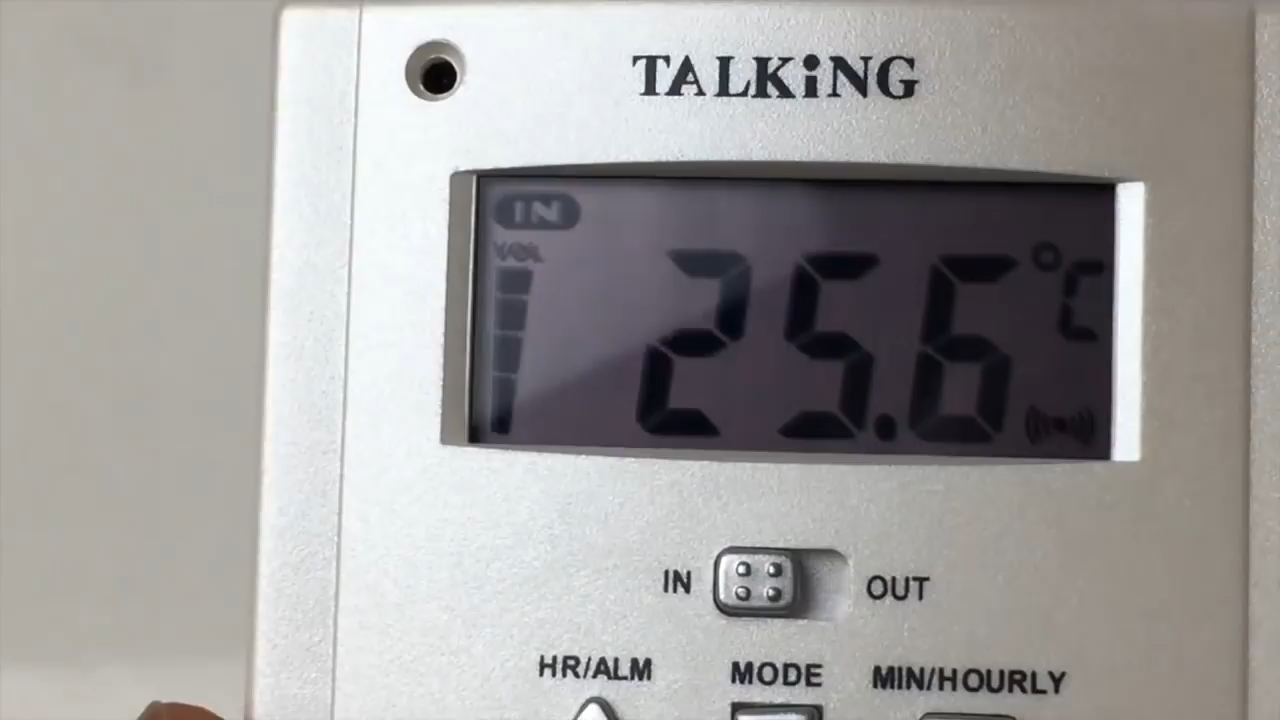 TALKiNG
IN
VOL
25.6 °C
IN OUT
HR/ALM MODE MIN/HOURLY